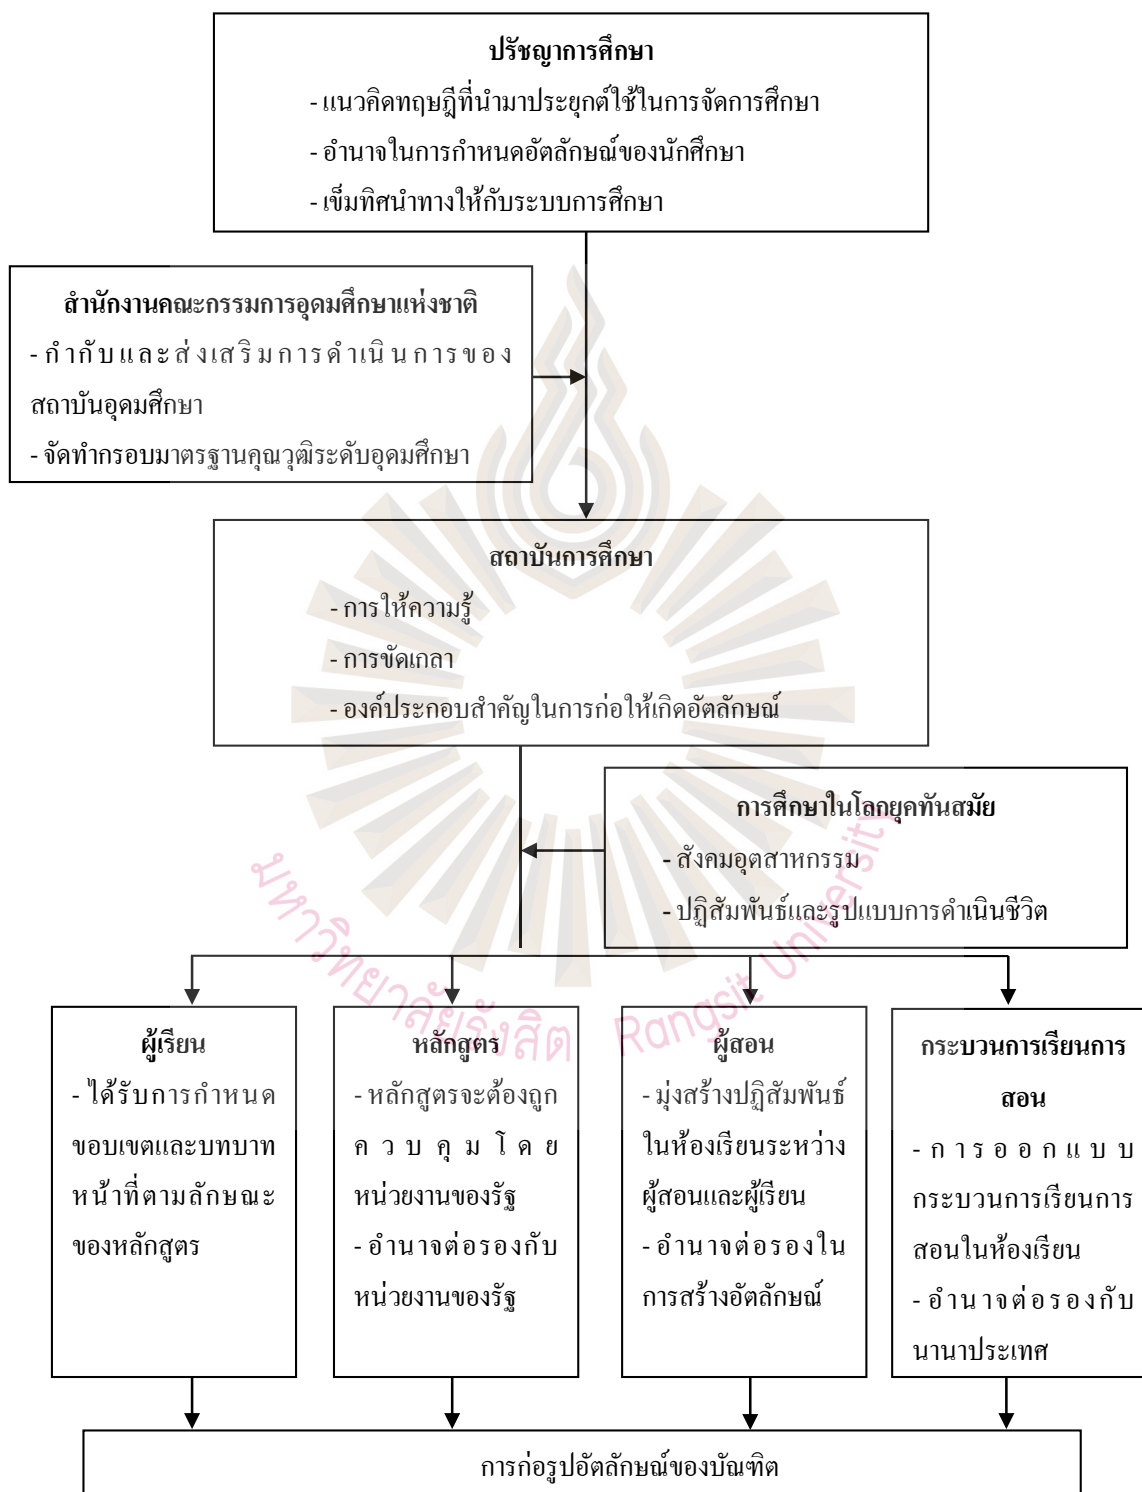 ปรัชญาการศึกษา
- แนวคิดทฤษฎีที่นำมาประยุกต์ใช้ในการจัดการศึกษา
- อำนาจในการกำหนดอัตลักษณ์ของนักศึกษา
- เข็มทิศนำทางให้กับระบบการศึกษา
สำนักงานคณะกรรมการอุดมศึกษาแห่งชาติ
- กำกับและส่งเสริมการดำเนินการของ
สถาบันอุดมศึกษา
- จัดทำกรอบมาตรฐานคุณวุฒิระดับอุดมศึกษา
สถาบันการศึกษา
- การให้ความรู้
- การขัดเกลา
- องค์ประกอบสำคัญในการก่อให้เกิดอัตลักษณ์
การศึกษาในโลกยุคทันสมัย
- สังคมอุตสาหกรรม
- ปฏิสัมพันธ์และรูปแบบการดำเนินชีวิต
มหาวิทยาลัยรังสิต Rangsit University
ผู้เรียน
- ได้รับการกำหนด
ขอบเขตและบทบาท
หน้าที่ตามลักษณะ
ของหลักสูตร
หลักสูตร
- หลักสูตรจะต้องถูก
ควบคุมโดย
หน่วยงานของรัฐ
- อำนาจต่อรองกับ
หน่วยงานของรัฐ
ผู้สอน
- มุ่งสร้างปฏิสัมพันธ์
ในห้องเรียนระหว่าง
ผู้สอนและผู้เรียน
- อำนาจต่อรองใน
การสร้างอัตลักษณ์
กระบวนการเรียนการ
สอน
- การออกแบบ
กระบวนการเรียนการ
สอนในห้องเรียน
- อำนาจต่อรองกับ
นานาประเทศ
การก่อรูปอัตลักษณ์ของบัณฑิต